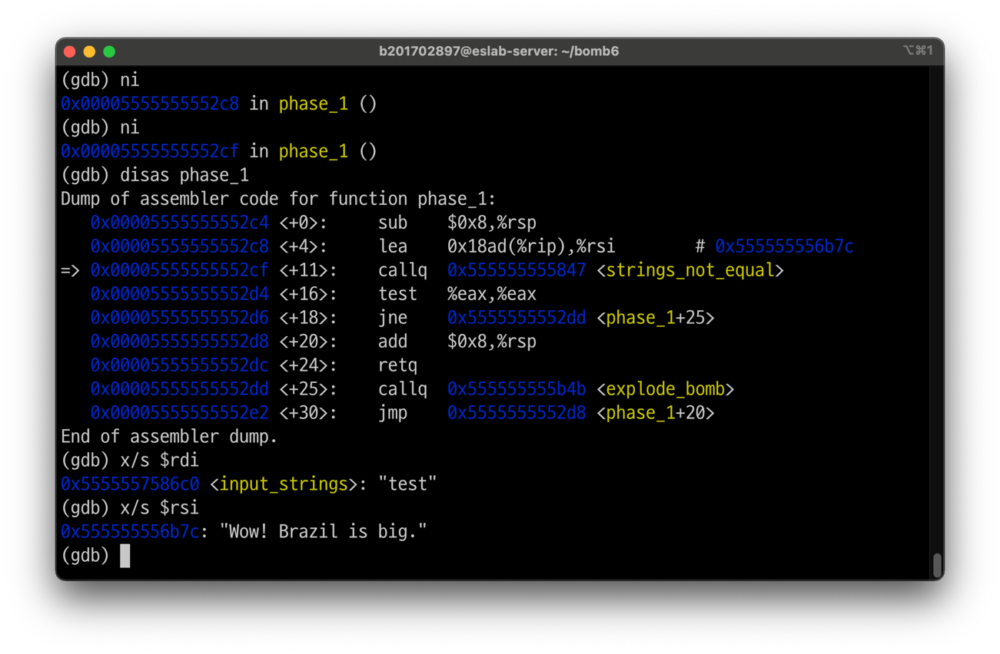 b201702897@eslab-server: ~/bomb6 ⌥⌘1
(gdb) ni
0x00005555555552c8 in phase_1 ()
(gdb) ni
0x00005555555552cf in phase_1 ()
(gdb) disas phase_1
Dump of assembler code for function phase_1:
   0x00005555555552c4 <+0>:     sub    $0x8,%rsp
   0x00005555555552c8 <+4>:     lea    0x18ad(%rip),%rsi        # 0x555555556b7c
=> 0x00005555555552cf <+11>:    callq  0x555555555847 <strings_not_equal>
   0x00005555555552d4 <+16>:    test   %eax,%eax
   0x00005555555552d6 <+18>:    jne    0x5555555552dd <phase_1+25>
   0x00005555555552d8 <+20>:    add    $0x8,%rsp
   0x00005555555552dc <+24>:    retq
   0x00005555555552dd <+25>:    callq  0x555555555b4b <explode_bomb>
   0x00005555555552e2 <+30>:    jmp    0x5555555552d8 <phase_1+20>
End of assembler dump.
(gdb) x/s $rdi
0x5555557586c0 <input_strings>: "test"
(gdb) x/s $rsi
0x555555556b7c: "Wow! Brazil is big."
(gdb)